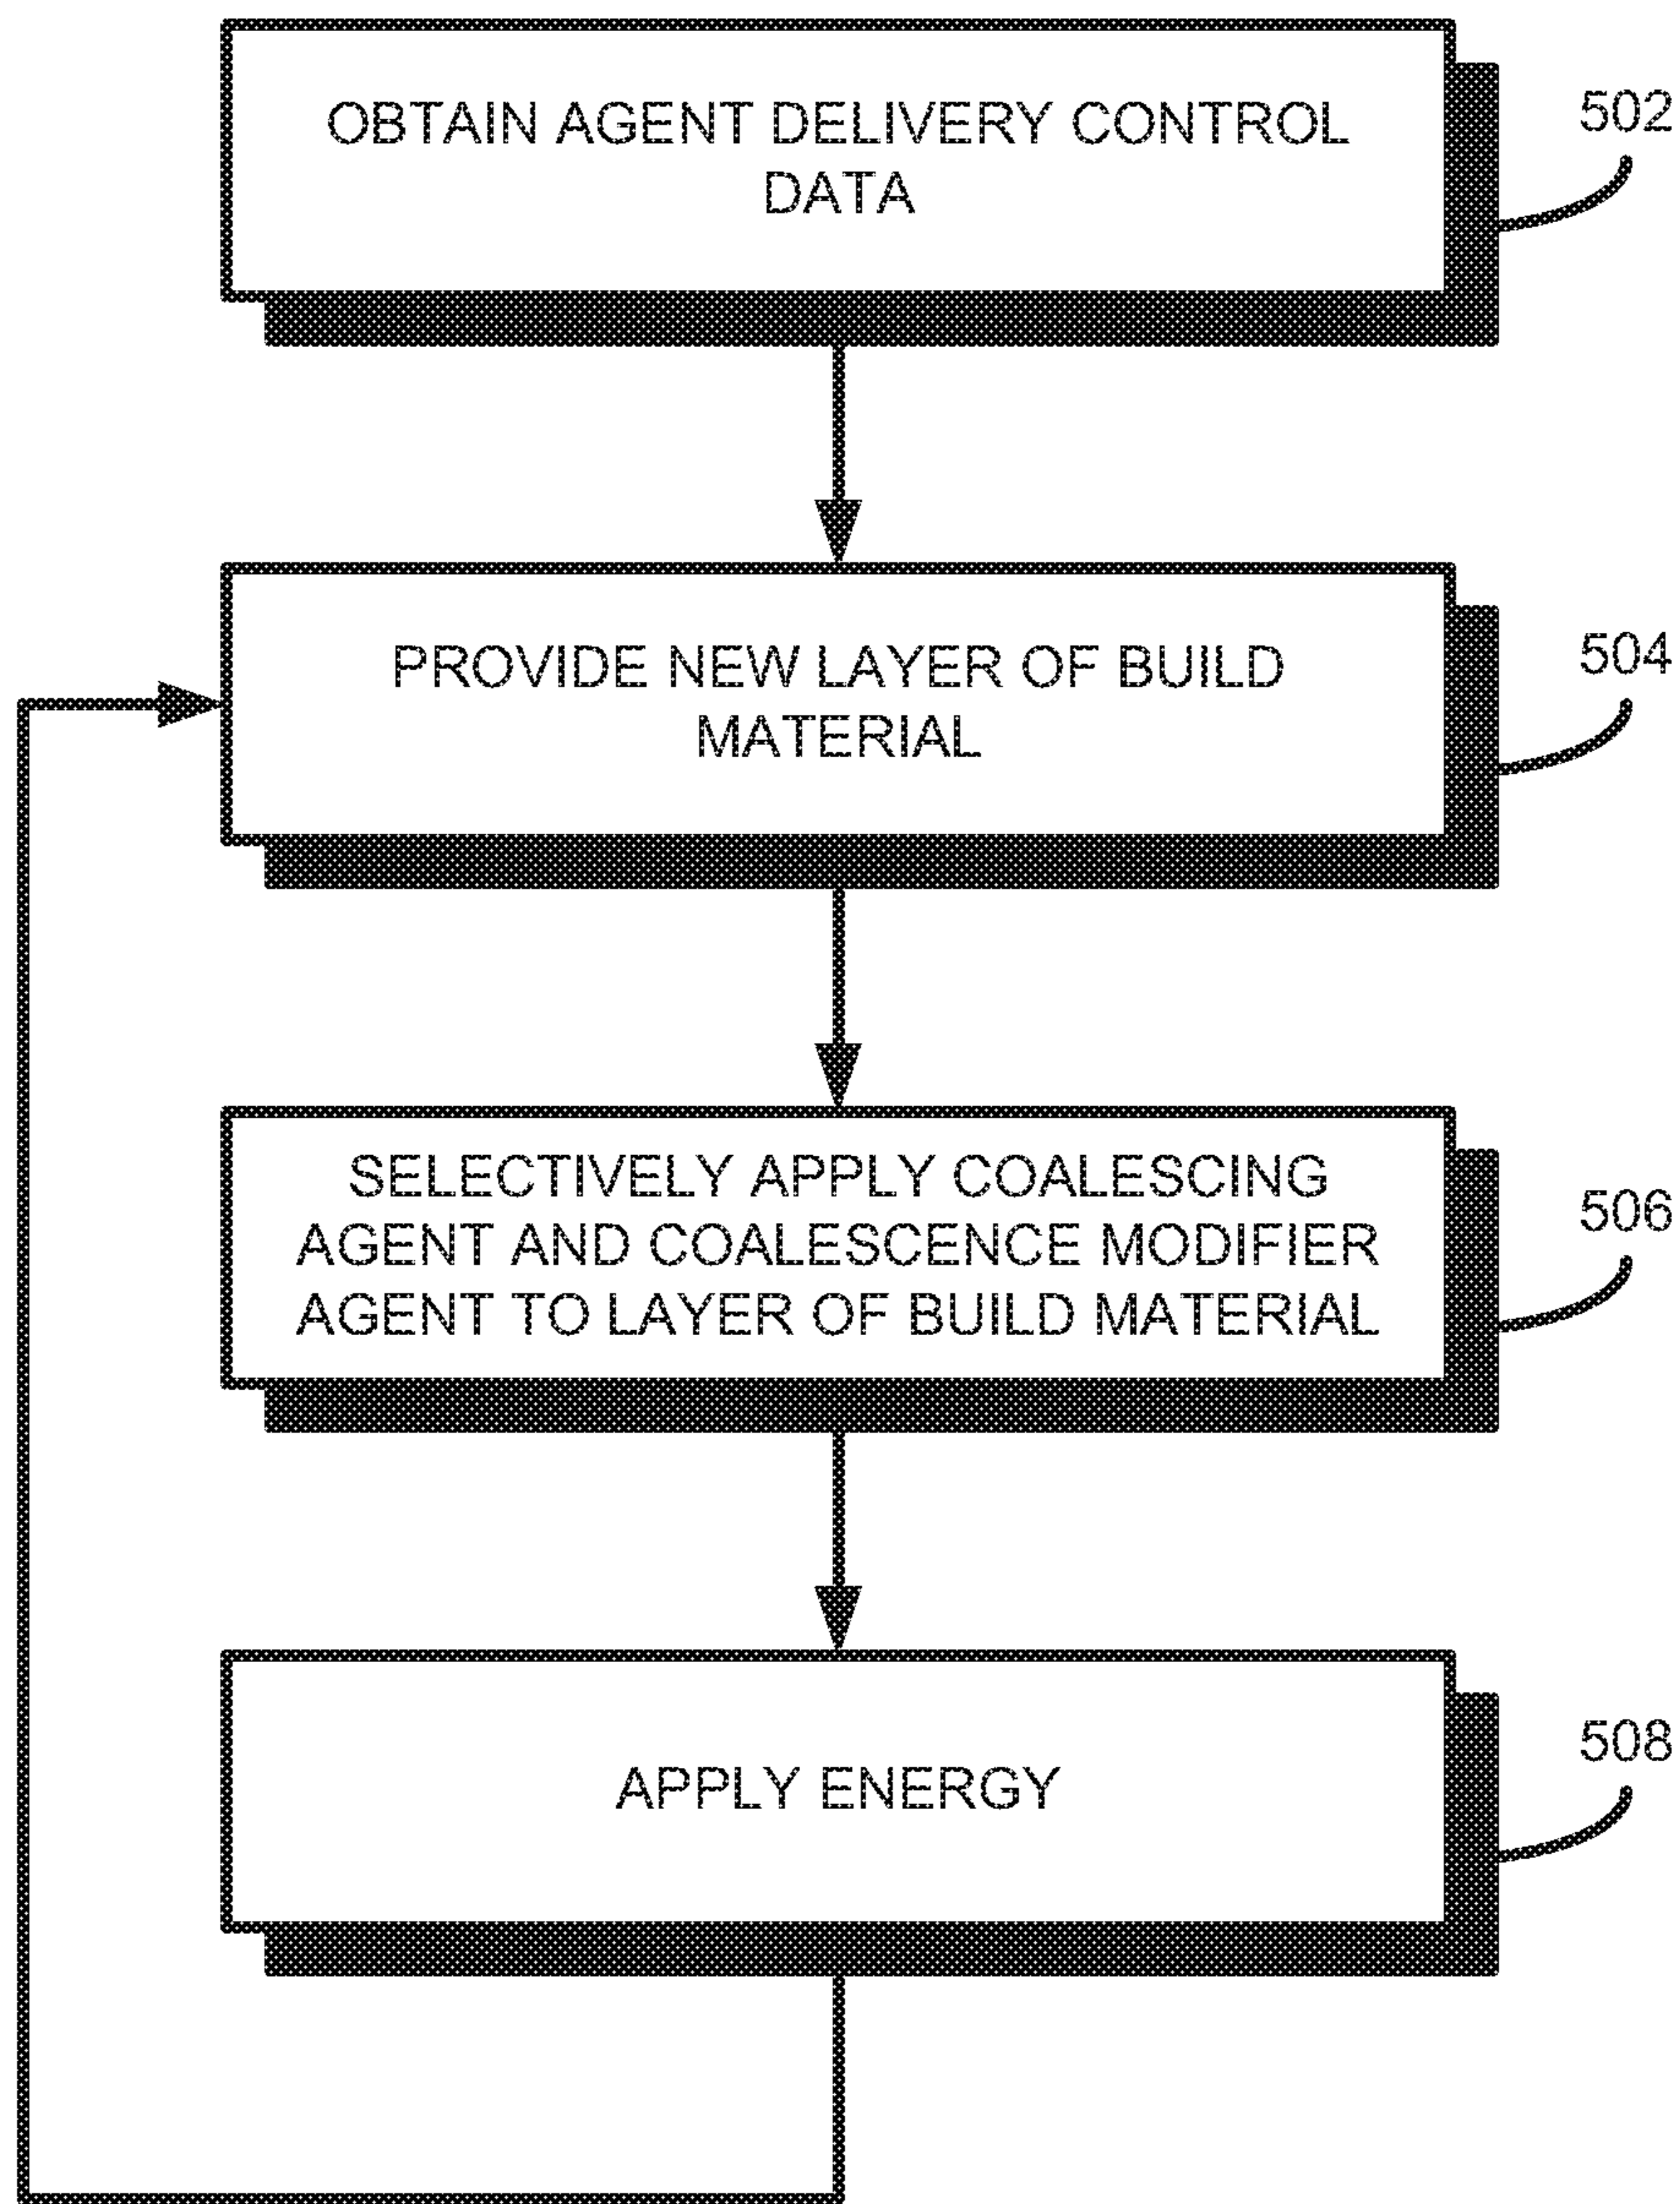 OBTAIN AGENT DELIVERY CONTROL
DATA
502
PROVIDE NEW LAYER OF BUILD
MATERIAL
504
SELECTIVELY APPLY COALESCING
AGENT AND COALESCENCE MODIFIER
AGENT TO LAYER OF BUILD MATERIAL
506
APPLY ENERGY
508